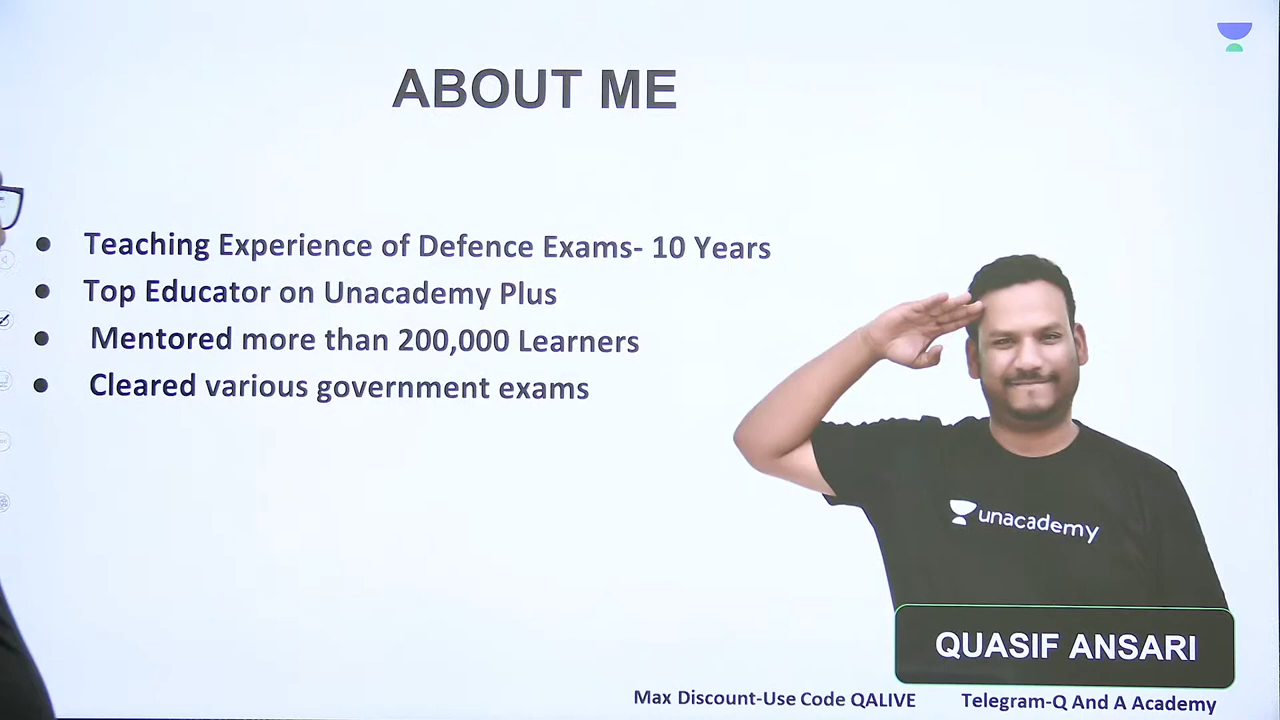 ABOUT ME
Teaching Experience of Defence Exams- 10 Years
Top Educator on Unacademy Plus
Mentored more than 200,000 Learners
Cleared various government exams
unacademy
QUASIF ANSARI
Max Discount-Use Code QALIVE
Telegram-Q And A Academy